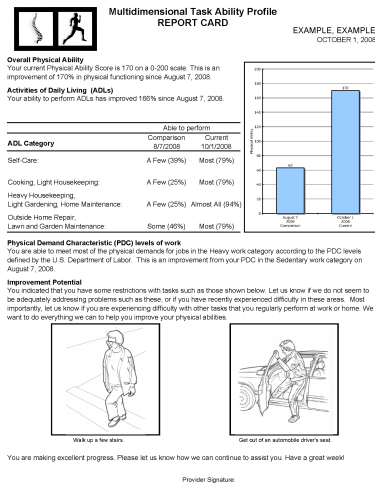 Multidimensional Task Ability Profile
REPORT CARD
EXAMPLE, EXAMPLE
OCTOBER 1, 2008
Overall Physical Ability
Your current Physical Ability Score is 170 on a 0-200 scale. This is an
improvement of 170% in physical functioning since August 7, 2008.
Activities of Daily Living (ADLs)
Your ability to perform ADLs has improved 166% since August 7, 2008.
Able to perform
ADL Category
Comparison
8/7/2008
Current
10/1/2008
Self-Care: A Few (39%) Most (79%)
Cooking, Light Housekeeping: A Few (25%) Most (79%)
Heavy Housekeeping,
Light Gardening, Home Maintenance: A Few (25%) Almost All (94%)
Outside Home Repair,
Lawn and Garden Maintenance: Some (46%) Most (79%)
Physical Ability
200
180
160
140
120
100
80
60
40
20
0
63
170
August 7
2008
Comparison
October 1
2008
Current
Physical Demand Characteristic (PDC) levels of work
You are able to meet most of the physical demands for jobs in the Heavy work category according to the PDC levels
defined by the U.S. Department of Labor. This is an improvement from your PDC in the Sedentary work category on
August 7, 2008.
Improvement Potential
You indicated that you have some restrictions with tasks such as those shown below. Let us know if we do not seem to
be adequately addressing problems such as these, or if you have recently experienced difficulty in these areas. Most
importantly, let us know if you are experiencing difficulty with other tasks that you regularly perform at work or home. We
want to do everything we can to help you improve your physical abilities.
Walk up a few stairs.
Get out of an automobile driver's seat.
You are making excellent progress. Please let us know how we can continue to assist you. Have a great week!
Provider Signature: